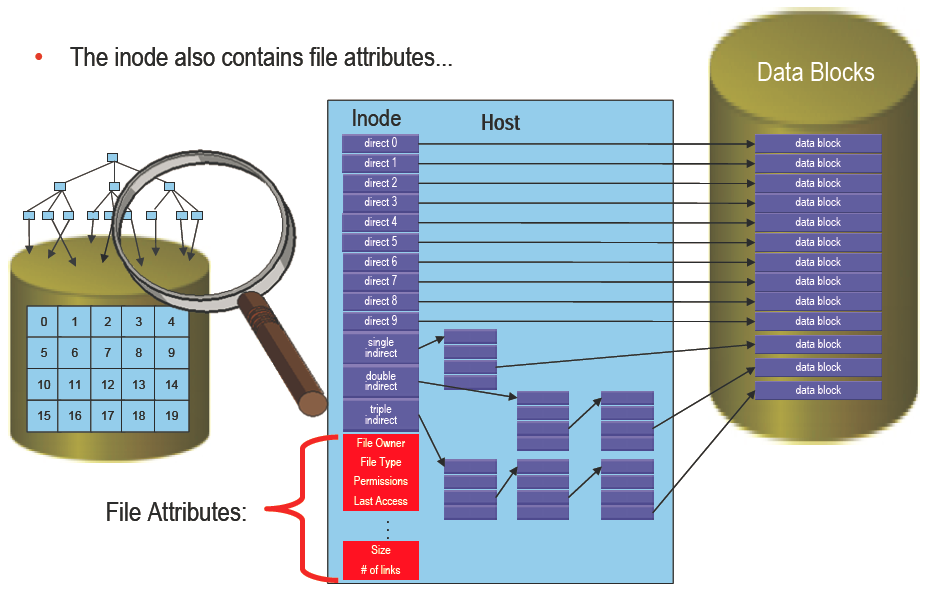 • The inode also contains file attributes...
Data Blocks
Inode
Host
direct 0
data block
direct 1
data block
direct 2
data block
direct 3
data block
direct 4
data block
direct 5
data block
direct 6
data block
direct 7
data block
direct 8
data block
direct 9
data block
single
indirect
data block
double
indirect
data block
triple
indirect
data block
0 1 2 3 4
5 6 7 8 9
10 11 12 13 14
15 16 17 18 19
File Attributes:
File Owner
File Type
Permissions
Last Access
Size
# of links